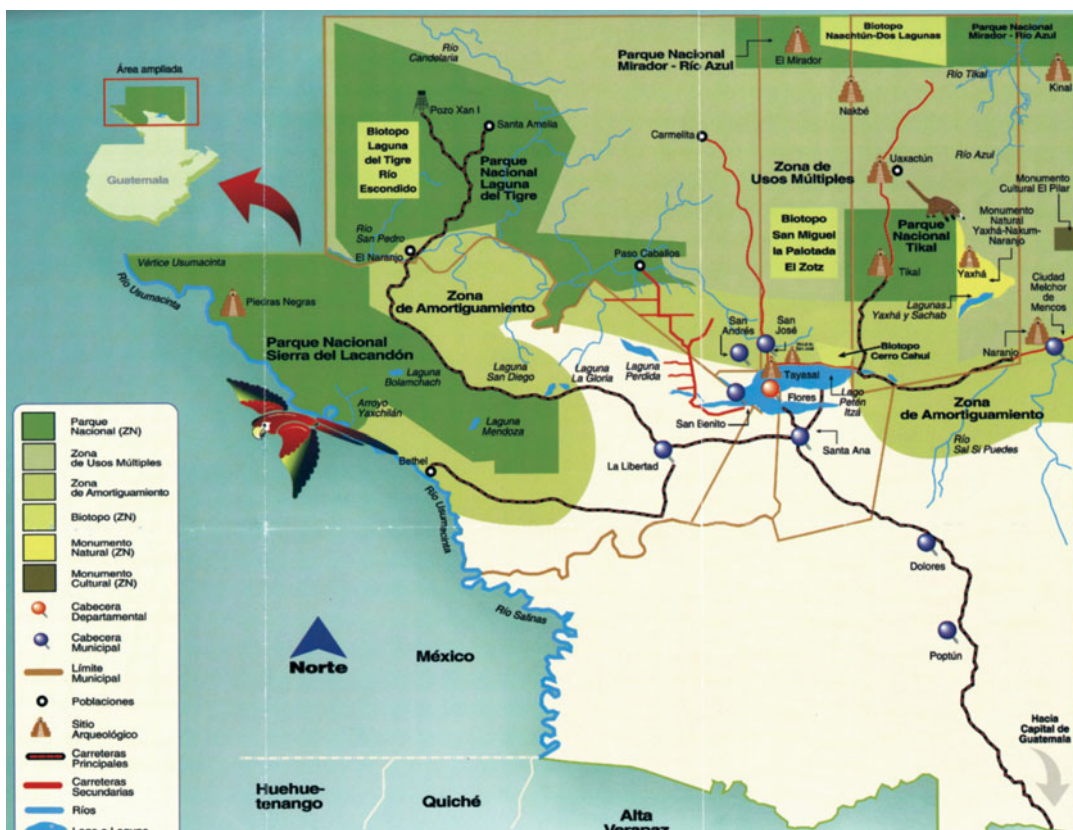 Área ampliada
Guatemala
Río
Candelaria
Pozo Xan I
Santa Amelia
Biotopo
Laguna
del Tigre
Río
Escondido
Parque
Nacional
Laguna
del Tigre
Río
San Pedro
El Naranjo
Parque Nacional
Mirador - Río Azul
El Mirador
Biotopo
Naachtún-Dos Lagunas
Parque Nacional
Mirador - Río Azul
Río Tikal
Kinal
Nakbé
Carmelita
Zona de
Usos Múltiples
Uaxactún
Río Azul
Monumento
Cultural El Pilar
Monumento
Natural
Yaxhá-Nakum-
Naranjo
Biotopo
San Miguel
la Palotada
El Zotz
Parque
Nacional
Tikal
Tikal
Yaxhá
Lagunas
Yaxhá y Sachab
Ciudad
Melchor
de
Mencos
Naranjo
Paso Caballos
Vértice Usumacinta
Río Usumacinta
Piedras Negras
Zona
de Amortiguamiento
Parque Nacional
Sierra del Lacandón
Laguna
Bolamchach
Laguna
San Diego
Laguna
La Gloria
Laguna
Perdida
San
Andrés
San
José
Biotopo
Cerro Cahuí
Tayasal
Flores
Lago
Petén
Itzá
San Benito
Santa Ana
La Libertad
Zona
de Amortiguamiento
Río
Sal Si Puedes
Arroyo
Yaxchilán
Laguna
Mendoza
Bethel
Río Usumacinta
Río Salinas
Dolores
Poptún
Hacia
Capital de
Guatemala
Norte
México
Huehue-
tenango
Quiché
Alta
Verapaz
Parque
Nacional (ZN)
Zona
de Usos Múltiples
Zona
de Amortiguamiento
Biotopo (ZN)
Monumento
Natural (ZN)
Monumento
Cultural (ZN)
Cabecera
Departamental
Cabecera
Municipal
Límite
Municipal
Poblaciones
Sitio
Arqueológico
Carreteras
Principales
Carreteras
Secundarias
Ríos
Lago o Laguna